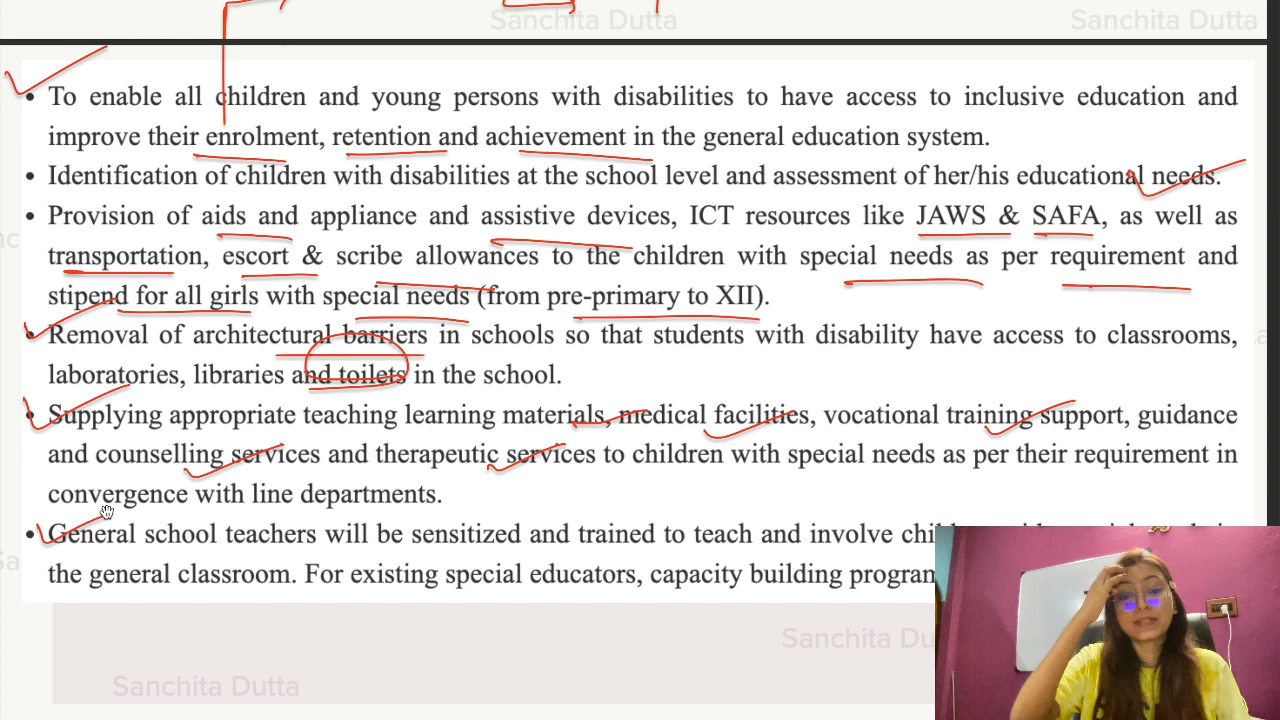 Sanchita Dutta Sanchita Dutta
• To enable all children and young persons with disabilities to have access to inclusive education and
improve their enrolment, retention and achievement in the general education system.
• Identification of children with disabilities at the school level and assessment of her/his educational needs.
• Provision of aids and appliance and assistive devices, ICT resources like JAWS & SAFA, as well as
transportation, escort & scribe allowances to the children with special needs as per requirement and
stipend for all girls with special needs (from pre-primary to XII).
• Removal of architectural barriers in schools so that students with disability have access to classrooms,
laboratories, libraries and toilets in the school.
• Supplying appropriate teaching learning materials, medical facilities, vocational training support, guidance
and counselling services and therapeutic services to children with special needs as per their requirement in
convergence with line departments.
• General school teachers will be sensitized and trained to teach and involve
the general classroom. For existing special educators, capacity building
Sanchita
Sanchita Dutta